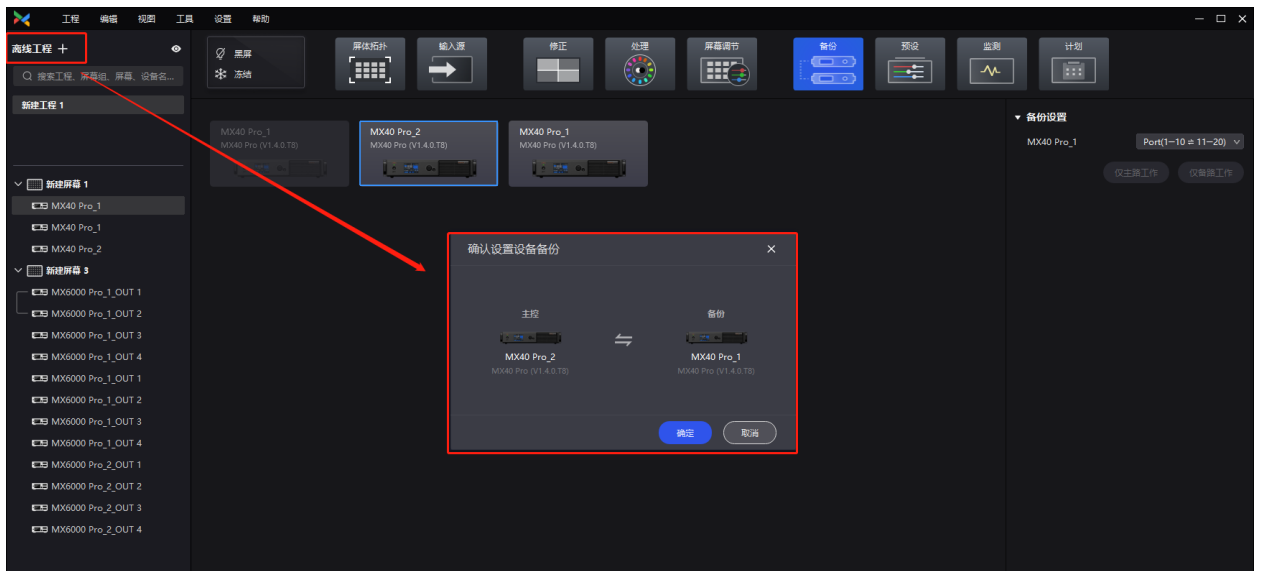 工程 编辑 视图 工具 设置 帮助
离线工程 +
搜索工程、屏幕组、屏幕、设备名...
新建工程 1
黑屏
冻结
屏体拓扑 输入源 修正 处理 屏幕调节 备份 预设 监测 计划
新建屏幕 1
MX40 Pro_1
MX40 Pro_1
MX40 Pro_2
新建屏幕 3
MX6000 Pro_1_OUT 1
MX6000 Pro_1_OUT 2
MX6000 Pro_1_OUT 3
MX6000 Pro_1_OUT 4
MX6000 Pro_1_OUT 1
MX6000 Pro_1_OUT 2
MX6000 Pro_1_OUT 3
MX6000 Pro_1_OUT 4
MX6000 Pro_2_OUT 1
MX6000 Pro_2_OUT 2
MX6000 Pro_2_OUT 3
MX6000 Pro_2_OUT 4
MX40 Pro_1
MX40 Pro (V1.4.0.T8)
MX40 Pro_2
MX40 Pro (V1.4.0.T8)
MX40 Pro_1
MX40 Pro (V1.4.0.T8)
确认设置设备备份
主控 备份
MX40 Pro_2 MX40 Pro_1
MX40 Pro (V1.4.0.T8) MX40 Pro (V1.4.0.T8)
确定 取消
备份设置
MX40 Pro_1 Port(1—10 ⇌ 11—20)
仅主路工作 仅备路工作